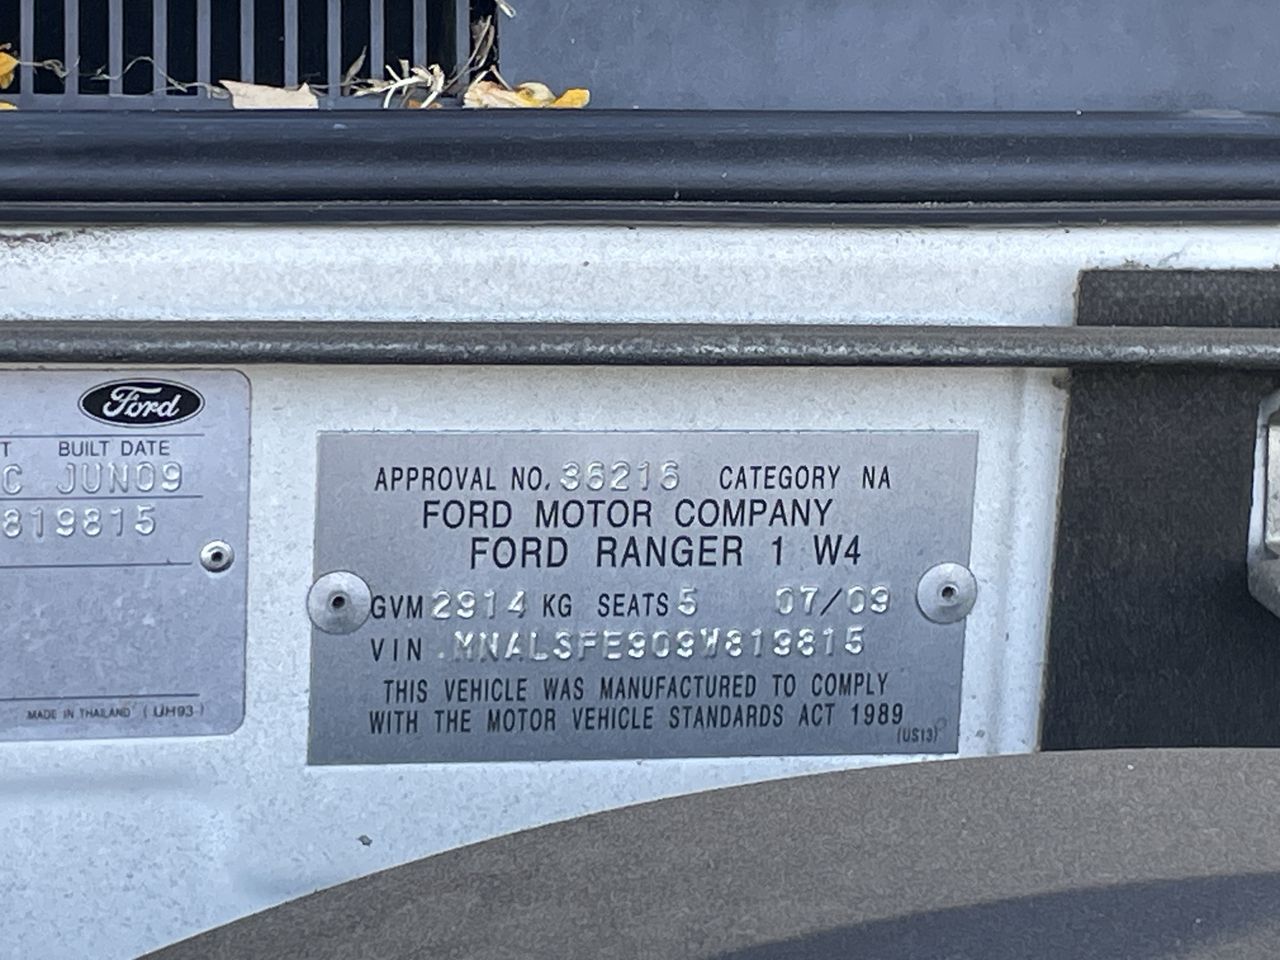 Ford
T BUILT DATE
C JUN09
819815
MADE IN THAILAND (UH93)
APPROVAL NO. 36216 CATEGORY NA
FORD MOTOR COMPANY
FORD RANGER 1 W4
GVM 2914 KG SEATS 5 07/09
VIN MNALSFE909W819815
THIS VEHICLE WAS MANUFACTURED TO COMPLY
WITH THE MOTOR VEHICLE STANDARDS ACT 1989
(US13)